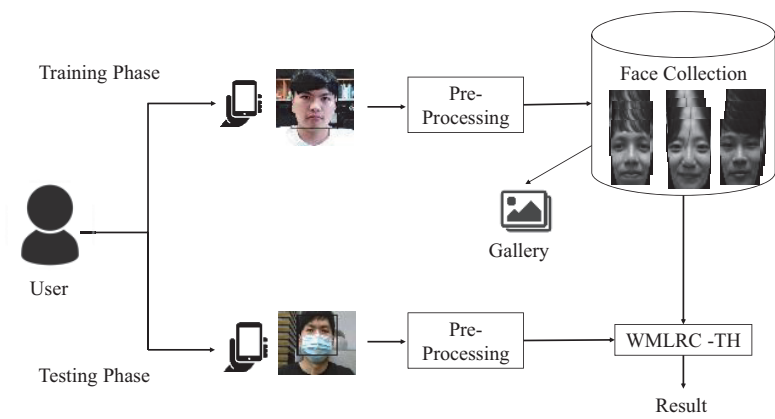 Training Phase
Pre-
Processing
Face Collection
Gallery
User
Testing Phase
Pre-
Processing
WMLRC -TH
Result